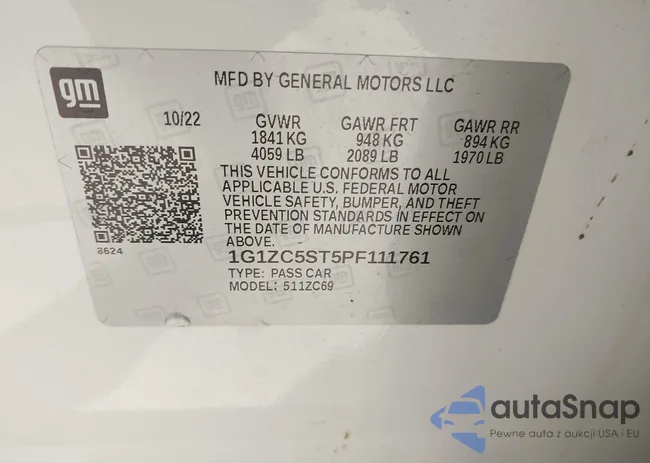 gm
MFD BY GENERAL MOTORS LLC
10/22 GVWR GAWR FRT GAWR RR
1841 KG 948 KG 894 KG
4059 LB 2089 LB 1970 LB
THIS VEHICLE CONFORMS TO ALL
APPLICABLE U.S. FEDERAL MOTOR
VEHICLE SAFETY, BUMPER, AND THEFT
PREVENTION STANDARDS IN EFFECT ON
THE DATE OF MANUFACTURE SHOWN
ABOVE.
8624
1G1ZC5ST5PF111761
TYPE: PASS CAR
MODEL: 511ZC69
autaSnap
Pewne auta z aukcji USA i EU